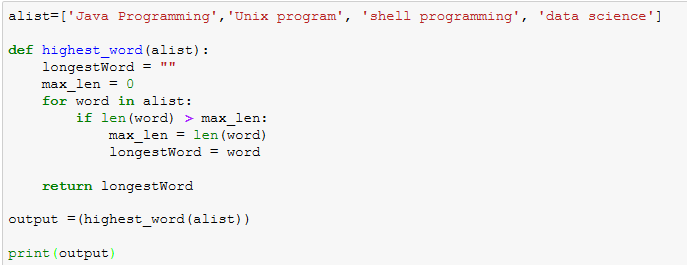 alist=['Java Programming','Unix program', 'shell programming', 'data science']
def highest_word(alist):
longestWord = ""
max_len = 0
for word in alist:
if len(word) > max_len:
max_len = len(word)
longestWord = word
return longestWord
output =(highest_word(alist))
print(output)